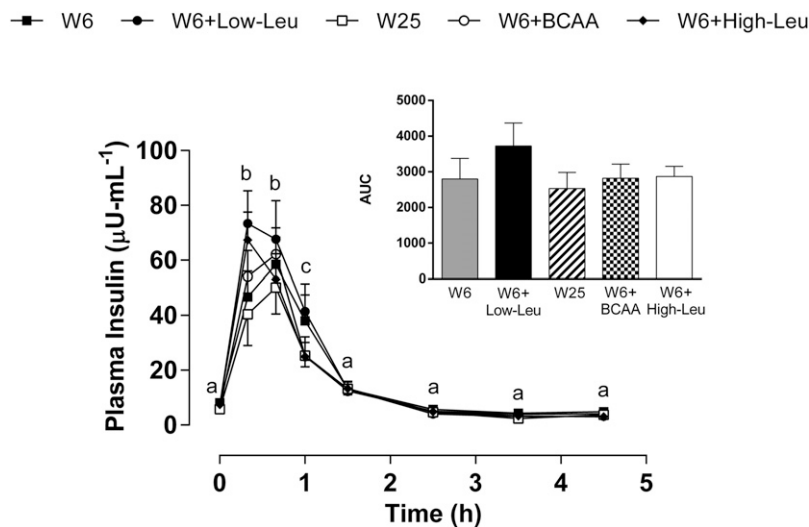 W6 W6+Low-Leu W25 W6+BCAA W6+High-Leu
5000
4000
3000
2000
1000
0
AUC
W6 W6+ W25 W6+ W6+
Low-Leu BCAA High-Leu
100
80
60
40
20
0
Plasma Insulin (µU-mL-1)
a b b c a a a a
0 1 2 3 4 5
Time (h)